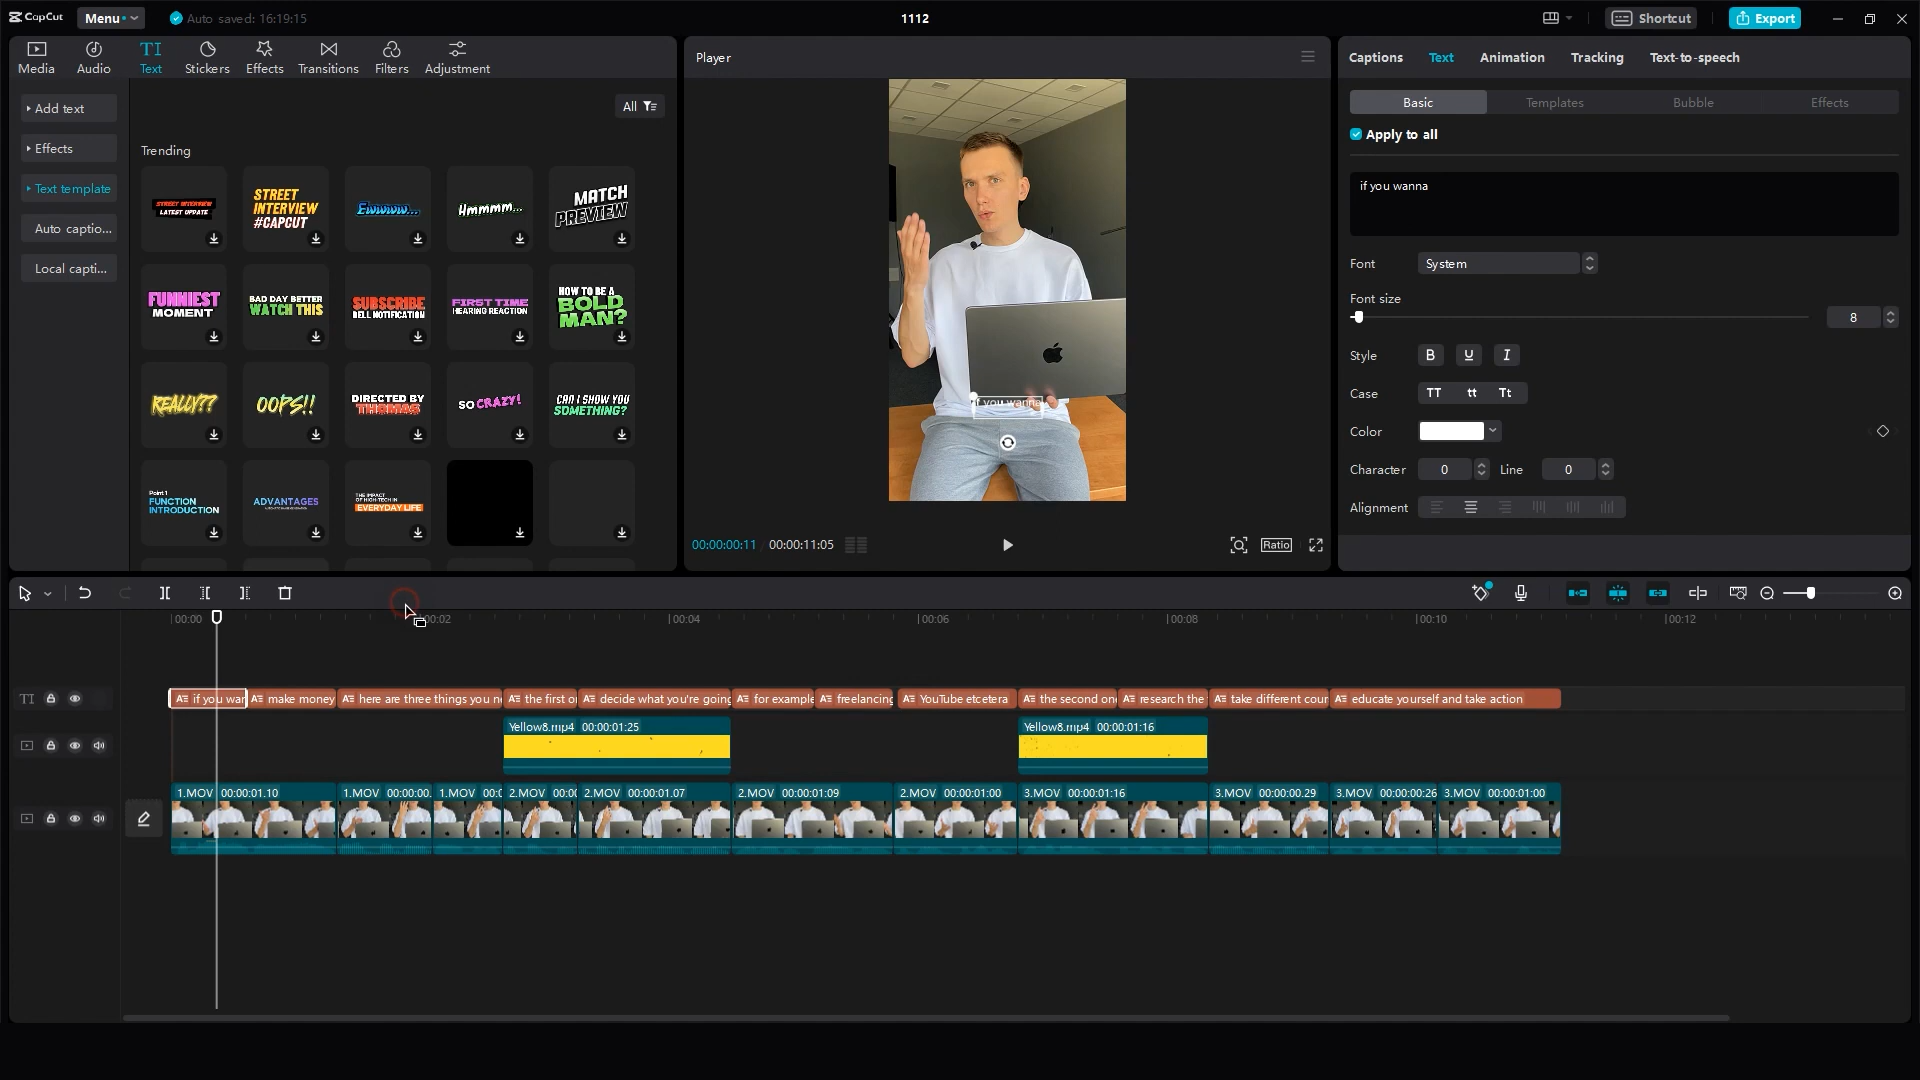 CapCut
Menu
Auto saved: 16:19:15
1112
Shortcut
Export
Media
Audio
TI
Text
Stickers
Effects
Transitions
Filters
Adjustment
Add text
Effects
Text template
Auto captio...
Local capti...
All
Trending
STREET INTERVIEW
LATEST UPDATE
STREET
INTERVIEW
#CAPCUT
Ewwww...
Hmmmm...
MATCH
PREVIEW
FUNNIEST
MOMENT
BAD DAY BETTER
WATCH THIS
SUBSCRIBE
BELL NOTIFICATION
FIRST TIME
HEARING REACTION
HOW TO BE A
BOLD
MAN?
REALLY??
OOPS!!
DIRECTED BY
THOMAS
SO CRAZY!
CAN I SHOW YOU
SOMETHING?
Point 1
FUNCTION
INTRODUCTION
ADVANTAGES
THE IMPACT
OF HIGH-TECH IN
EVERYDAY LIFE
Player
if you wanna
00:00:00:11
00:00:11:05
Ratio
Captions
Text
Animation
Tracking
Text-to-speech
Basic
Templates
Bubble
Effects
Apply to all
if you wanna
Font
System
Font size
8
Style
B U I
Case
TT tt Tt
Color
Character
0
Line
0
Alignment
00:00
00:02
00:04
00:06
00:08
00:10
00:12
TI
if you wan
make money
here are three things you n
the first o
decide what you're going
for example
freelancing
YouTube etcetera
the second on
research the
take different cour
educate yourself and take action
Yellow8.mp4 00:00:01:25
Yellow8.mp4 00:00:01:16
1.MOV 00:00:01:10
1.MOV 00:00:00:
1.MOV 00:0
2.MOV 00:00
2.MOV 00:00:01:07
2.MOV 00:00:01:09
2.MOV 00:00:01:00
3.MOV 00:00:01:16
3.MOV 00:00:00:29
3.MOV 00:00:00:26
3.MOV 00:00:01:00